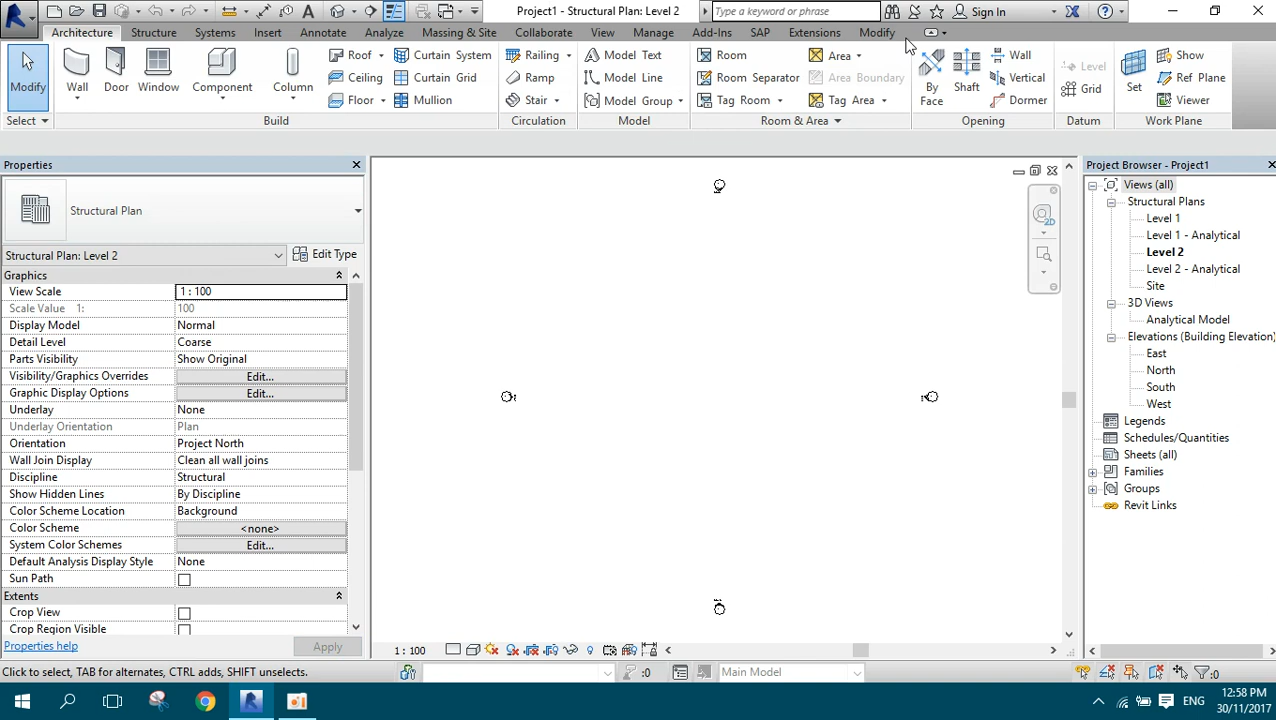 Project1 - Structural Plan: Level 2
Type a keyword or phrase
Sign In
Architecture Structure Systems Insert Annotate Analyze Massing & Site Collaborate View Manage Add-Ins SAP Extensions Modify
Modify
Select
Wall
Door
Window
Component
Column
Roof
Ceiling
Floor
Curtain System
Curtain Grid
Mullion
Build
Railing
Ramp
Stair
Circulation
Model Text
Model Line
Model Group
Model
Room
Room Separator
Tag Room
Area
Area Boundary
Tag Area
Room & Area
By
Face
Shaft
Wall
Vertical
Dormer
Opening
Level
Grid
Datum
Set
Show
Ref Plane
Viewer
Work Plane
Properties
Structural Plan
Structural Plan: Level 2
Edit Type
Graphics
View Scale 1 : 100
Scale Value 1: 100
Display Model Normal
Detail Level Coarse
Parts Visibility Show Original
Visibility/Graphics Overrides Edit...
Graphic Display Options Edit...
Underlay None
Underlay Orientation Plan
Orientation Project North
Wall Join Display Clean all wall joins
Discipline Structural
Show Hidden Lines By Discipline
Color Scheme Location Background
Color Scheme <none>
System Color Schemes Edit...
Default Analysis Display Style None
Sun Path
Extents
Crop View
Crop Region Visible
Properties help
Apply
2D
1 : 100
Project Browser - Project1
Views (all)
Structural Plans
Level 1
Level 1 - Analytical
Level 2
Level 2 - Analytical
Site
3D Views
Analytical Model
Elevations (Building Elevation)
East
North
South
West
Legends
Schedules/Quantities
Sheets (all)
Families
Groups
Revit Links
Click to select, TAB for alternates, CTRL adds, SHIFT unselects.
:0
Main Model
:0
ENG
12:58 PM
30/11/2017